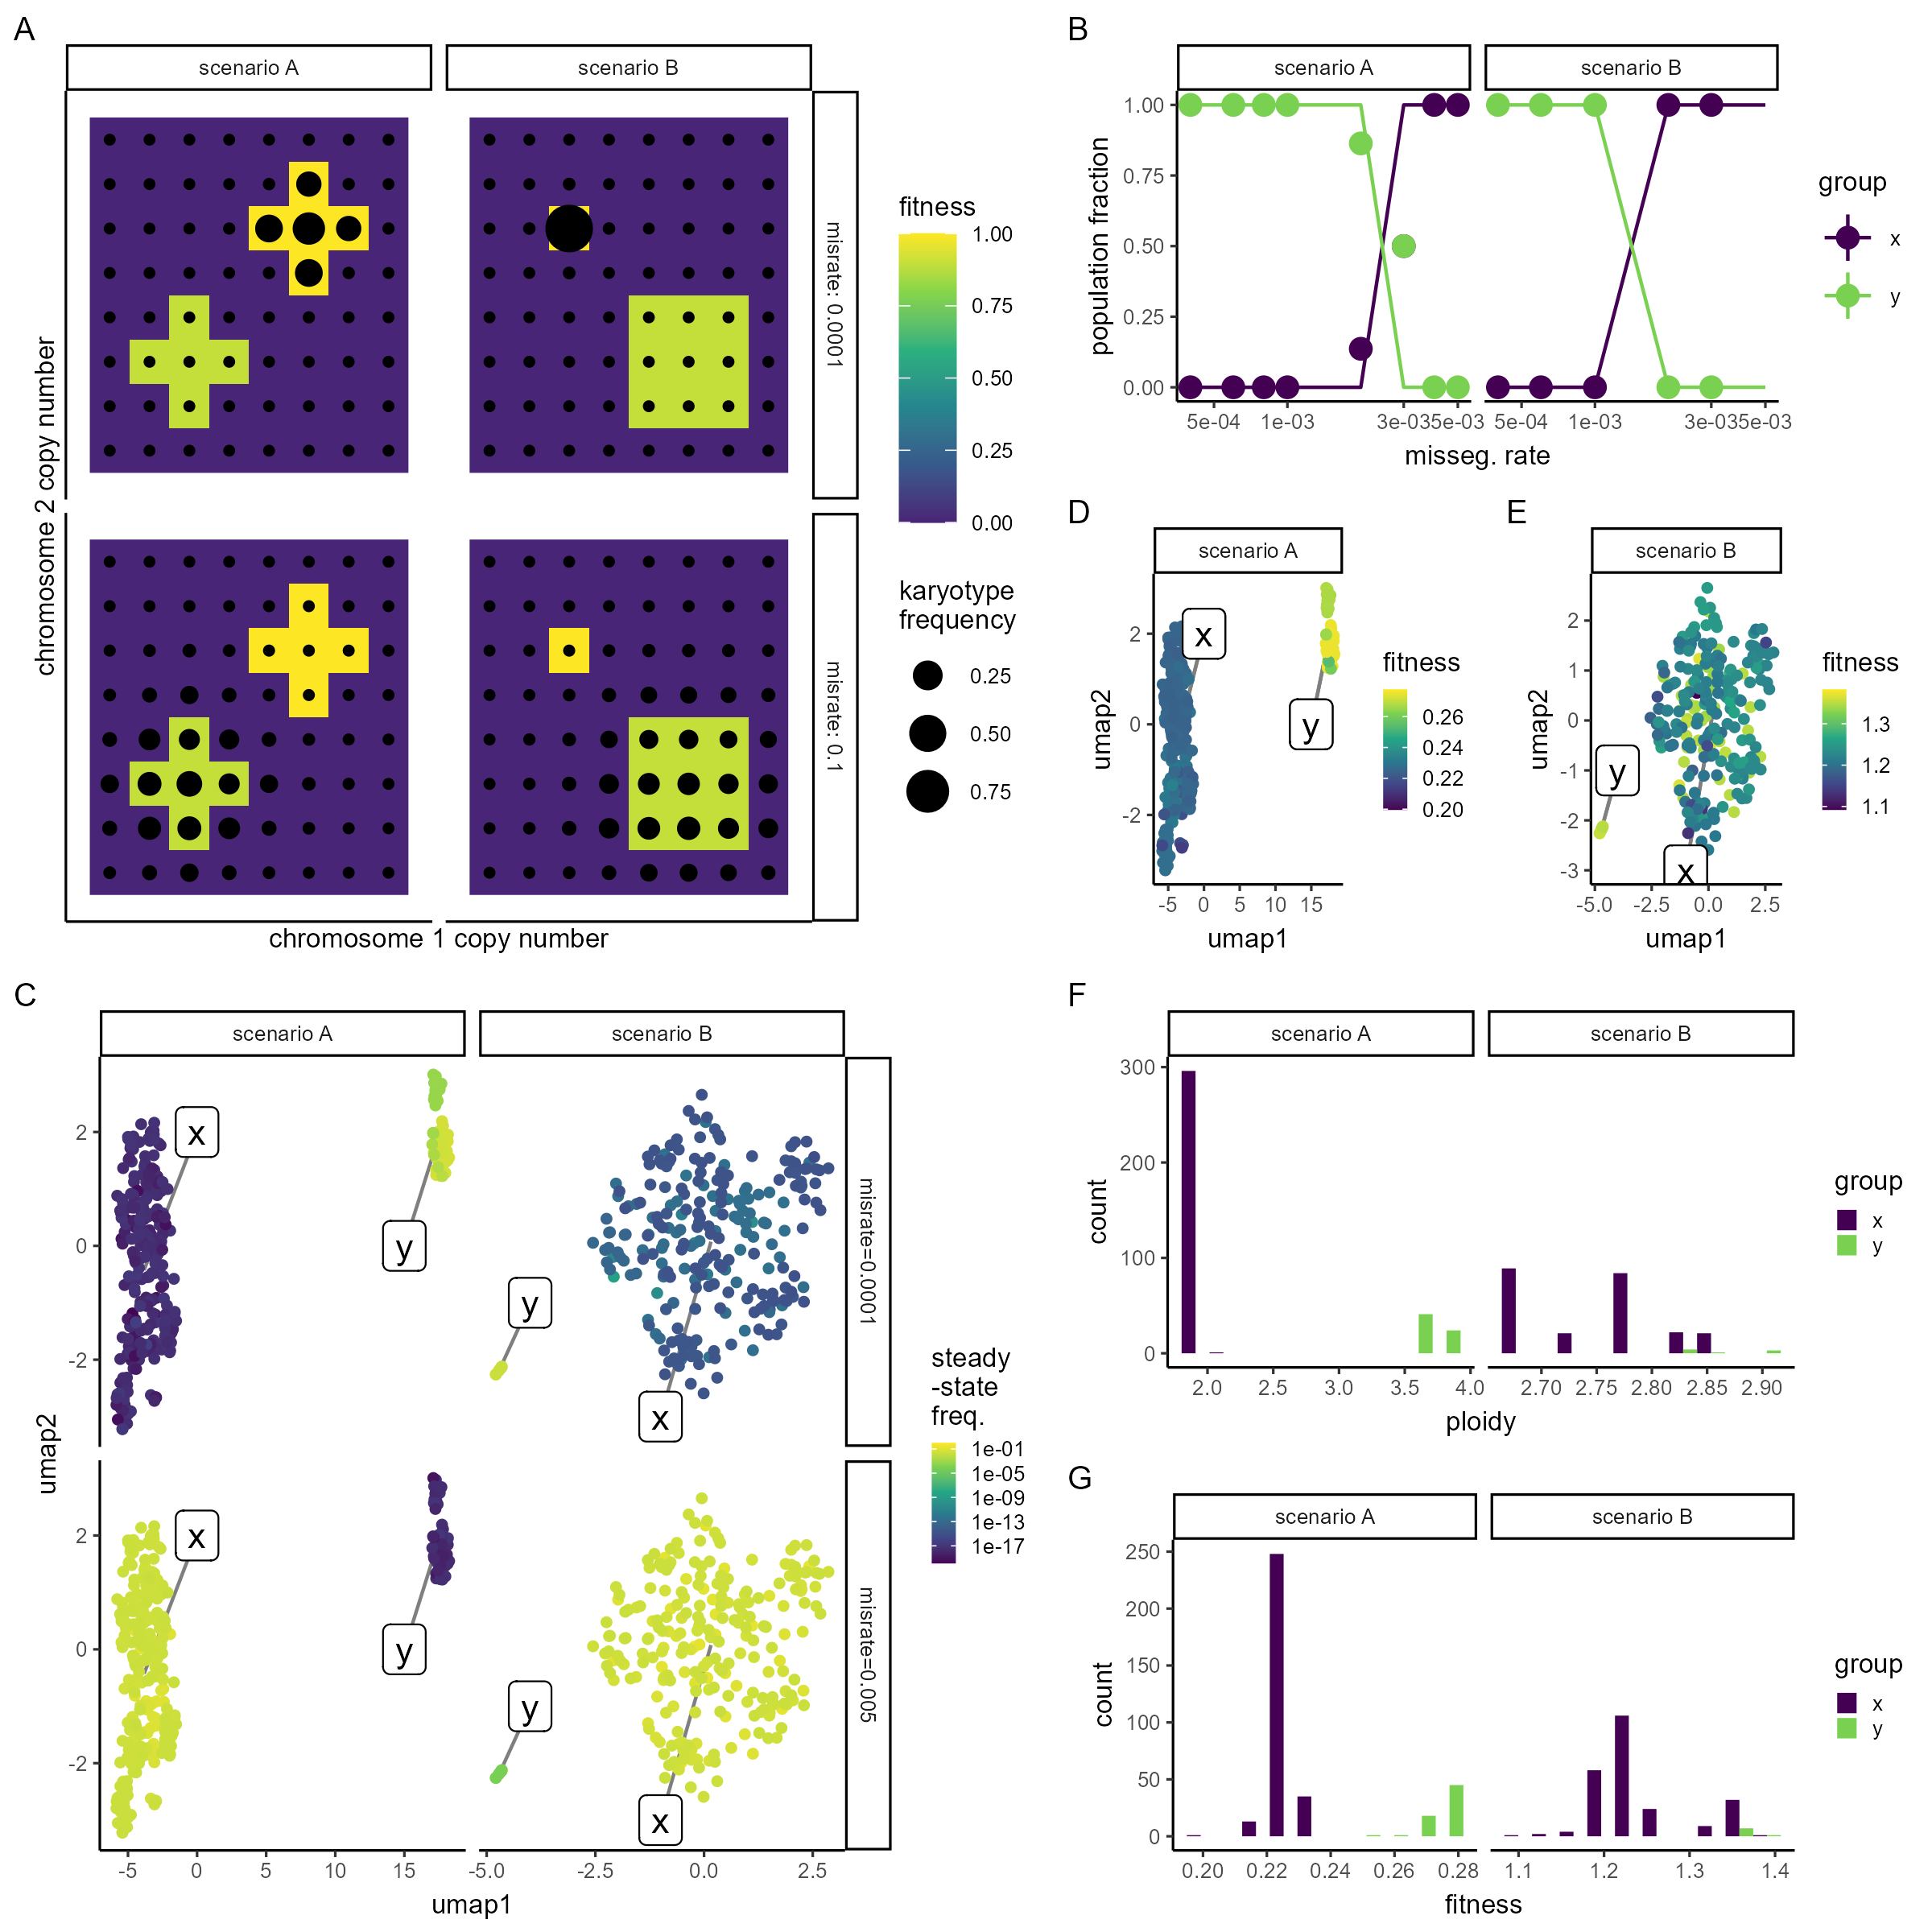 A
scenario A
scenario B
misrate: 0.0001
misrate: 0.1
chromosome 2 copy number
chromosome 1 copy number
fitness
1.00
0.75
0.50
0.25
0.00
karyotype
frequency
0.25
0.50
0.75
B
scenario A
scenario B
1.00
0.75
0.50
0.25
0.00
population fraction
5e-04
1e-03
3e-03
5e-03
5e-04
1e-03
3e-03
5e-03
misseg. rate
group
x
y
D
scenario A
x
y
2
0
-2
umap2
-5
0
5
10
15
umap1
fitness
0.26
0.24
0.22
0.20
E
scenario B
y
x
2
1
0
-1
-2
-3
umap2
-5.0
-2.5
0.0
2.5
umap1
fitness
1.3
1.2
1.1
C
scenario A
scenario B
x
y
y
x
misrate=0.0001
2
0
-2
x
y
y
x
misrate=0.005
2
0
-2
umap2
-5
0
5
10
15
-5.0
-2.5
0.0
2.5
umap1
steady
-state
freq.
1e-01
1e-05
1e-09
1e-13
1e-17
F
scenario A
scenario B
300
200
100
0
count
2.0
2.5
3.0
3.5
4.0
2.70
2.75
2.80
2.85
2.90
ploidy
group
x
y
G
scenario A
scenario B
250
200
150
100
50
0
count
0.20
0.22
0.24
0.26
0.28
1.1
1.2
1.3
1.4
fitness
group
x
y